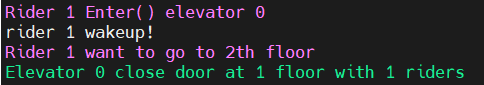 Rider 1 Enter() elevator 0
rider 1 wakeup!
Rider 1 want to go to 2th floor
Elevator 0 close door at 1 floor with 1 riders